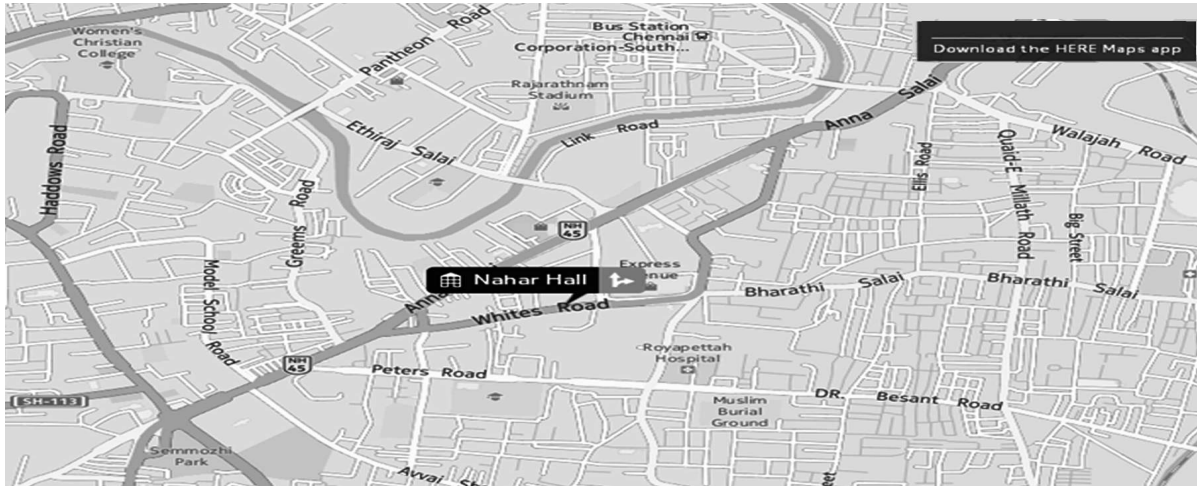 Women's
Christian
College
Pantheon Road
Bus Station
Chennai
Corporation-South...
Download the HERE Maps app
Rajarathnam
Stadium
Haddows Road
Ethiraj Salai
Link Road
Anna Salai
Walajah Road
Ells Road
Quaid-E Millath Road
Big Street
Greems Road
NH
45
Model School Road
Nahar Hall
Express
enue
Anna
Whites Road
Bharathi Salai
Bharathi Salai
Royapettah
Hospital
NH
45
Peters Road
DR. Besant Road
SH-113
Muslim
Burial
Ground
Semmozhi
Park
Avvai